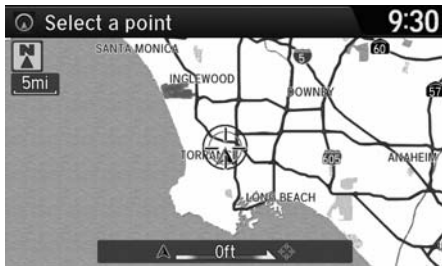 Select a point
9:30
N
5mi
SANTA MONICA
60
5
INGLEWOOD
DOWNEY
57
TORRANCE
605
ANAHEIM
LONG BEACH
0ft